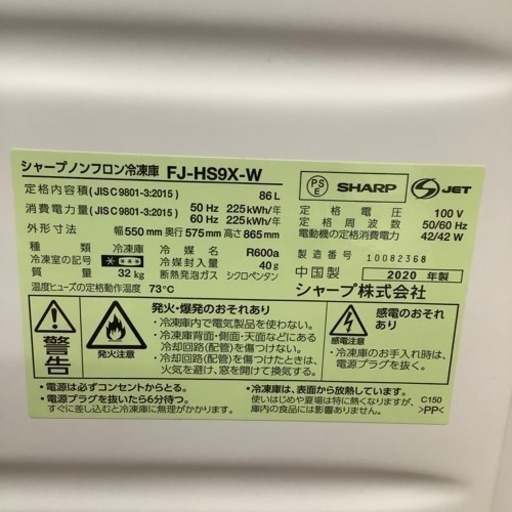 シャープノンフロン冷凍庫 FJ-HS9X-W
定格内容積(JIS C 9801-3:2015) 86 L
消費電力量(JIS C 9801-3:2015) 50 Hz 225 kWh/年
60 Hz 225 kWh/年
外形寸法 幅 550 mm 奥行 575 mm 高さ 865 mm
種類 冷凍庫 冷媒名 R600a
冷凍室の記号 冷媒封入量 40 g
質量 32 kg 断熱発泡ガス シクロペンタン
温度ヒューズの定格動作温度 73℃
PSE SHARP S JET
定格電圧 100 V
定格周波数 50/60 Hz
電動機の定格消費電力 42/42 W
製造番号 10082368
中国製 2020 年製
シャープ株式会社
警告
発火注意
発火・爆発のおそれあり
・冷凍庫内で電気製品を使わない。
・冷凍庫背面・側面・天面などにある
冷却回路(配管)を傷つけない。
・冷却回路(配管)を傷つけたときは、
火気を避け、窓を開けて換気する。
感電注意
感電のおそれ
あり
・冷凍庫のお手入れ時は、
電源プラグを抜く。
・電源は必ずコンセントからとる。
・電源プラグを抜いたら6分待つ。
すぐに差し込むと冷凍庫に無理がかかります。
・冷凍庫は、表面から放熱しています。
使いはじめや夏場は特に熱くなりますが、
庫内の食品には影響ありません。
C150
>PP<